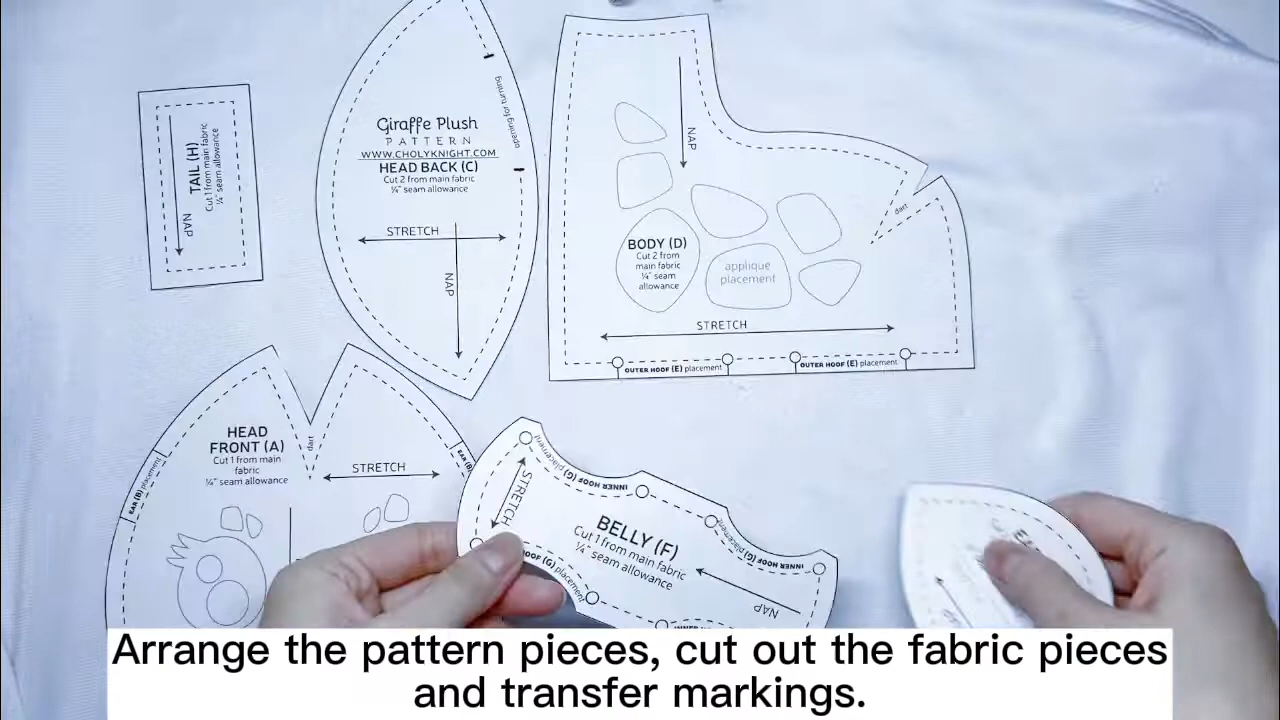 TAIL (H)
Cut 1 from main fabric
¼" seam allowance
NAP
opening for turning
Giraffe Plush
PATTERN
WWW.CHOLYKNIGHT.COM
HEAD BACK (C)
Cut 2 from main fabric
¼" seam allowance
STRETCH
NAP
NAP
dart
BODY (D)
Cut 2 from
main fabric
¼" seam
allowance
applique
placement
STRETCH
OUTER HOOF (E) placement
OUTER HOOF (E) placement
HEAD
FRONT (A)
Cut 1 from main
fabric
¼" seam allowance
dart
STRETCH
EAR (B) placement
EAR (B)
STRETCH
INNER HOOF (G) placement
INNER HOOF (G) placement
BELLY (F)
Cut 1 from main fabric
¼" seam allowance
NAP
HOOF (G) placement
Arrange the pattern pieces, cut out the fabric pieces
and transfer markings.